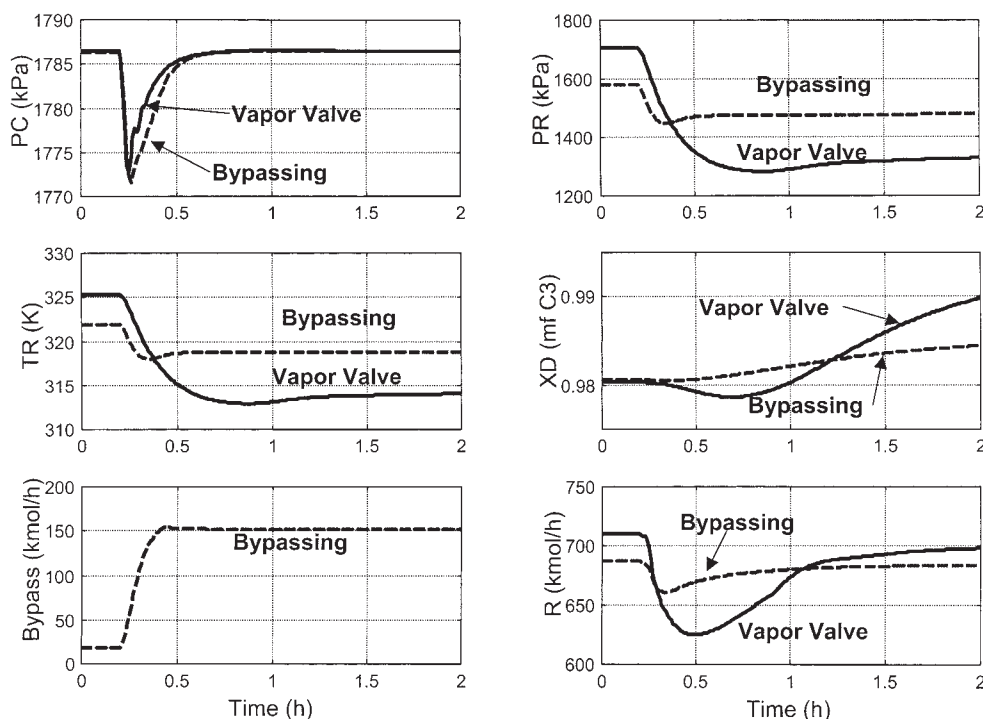 PC (kPa)
1790
1785
1780
1775
1770
0
0.5
1
1.5
2
Vapor Valve
Bypassing
PR (kPa)
1800
1600
1400
1200
0
0.5
1
1.5
2
Bypassing
Vapor Valve
TR (K)
330
325
320
315
310
0
0.5
1
1.5
2
Bypassing
Vapor Valve
XD (mf C3)
0.99
0.98
0
0.5
1
1.5
2
Vapor Valve
Bypassing
Bypass (kmol/h)
200
150
100
50
0
0
0.5
1
1.5
2
Bypassing
Time (h)
R (kmol/h)
750
700
650
600
0
0.5
1
1.5
2
Bypassing
Vapor Valve
Time (h)